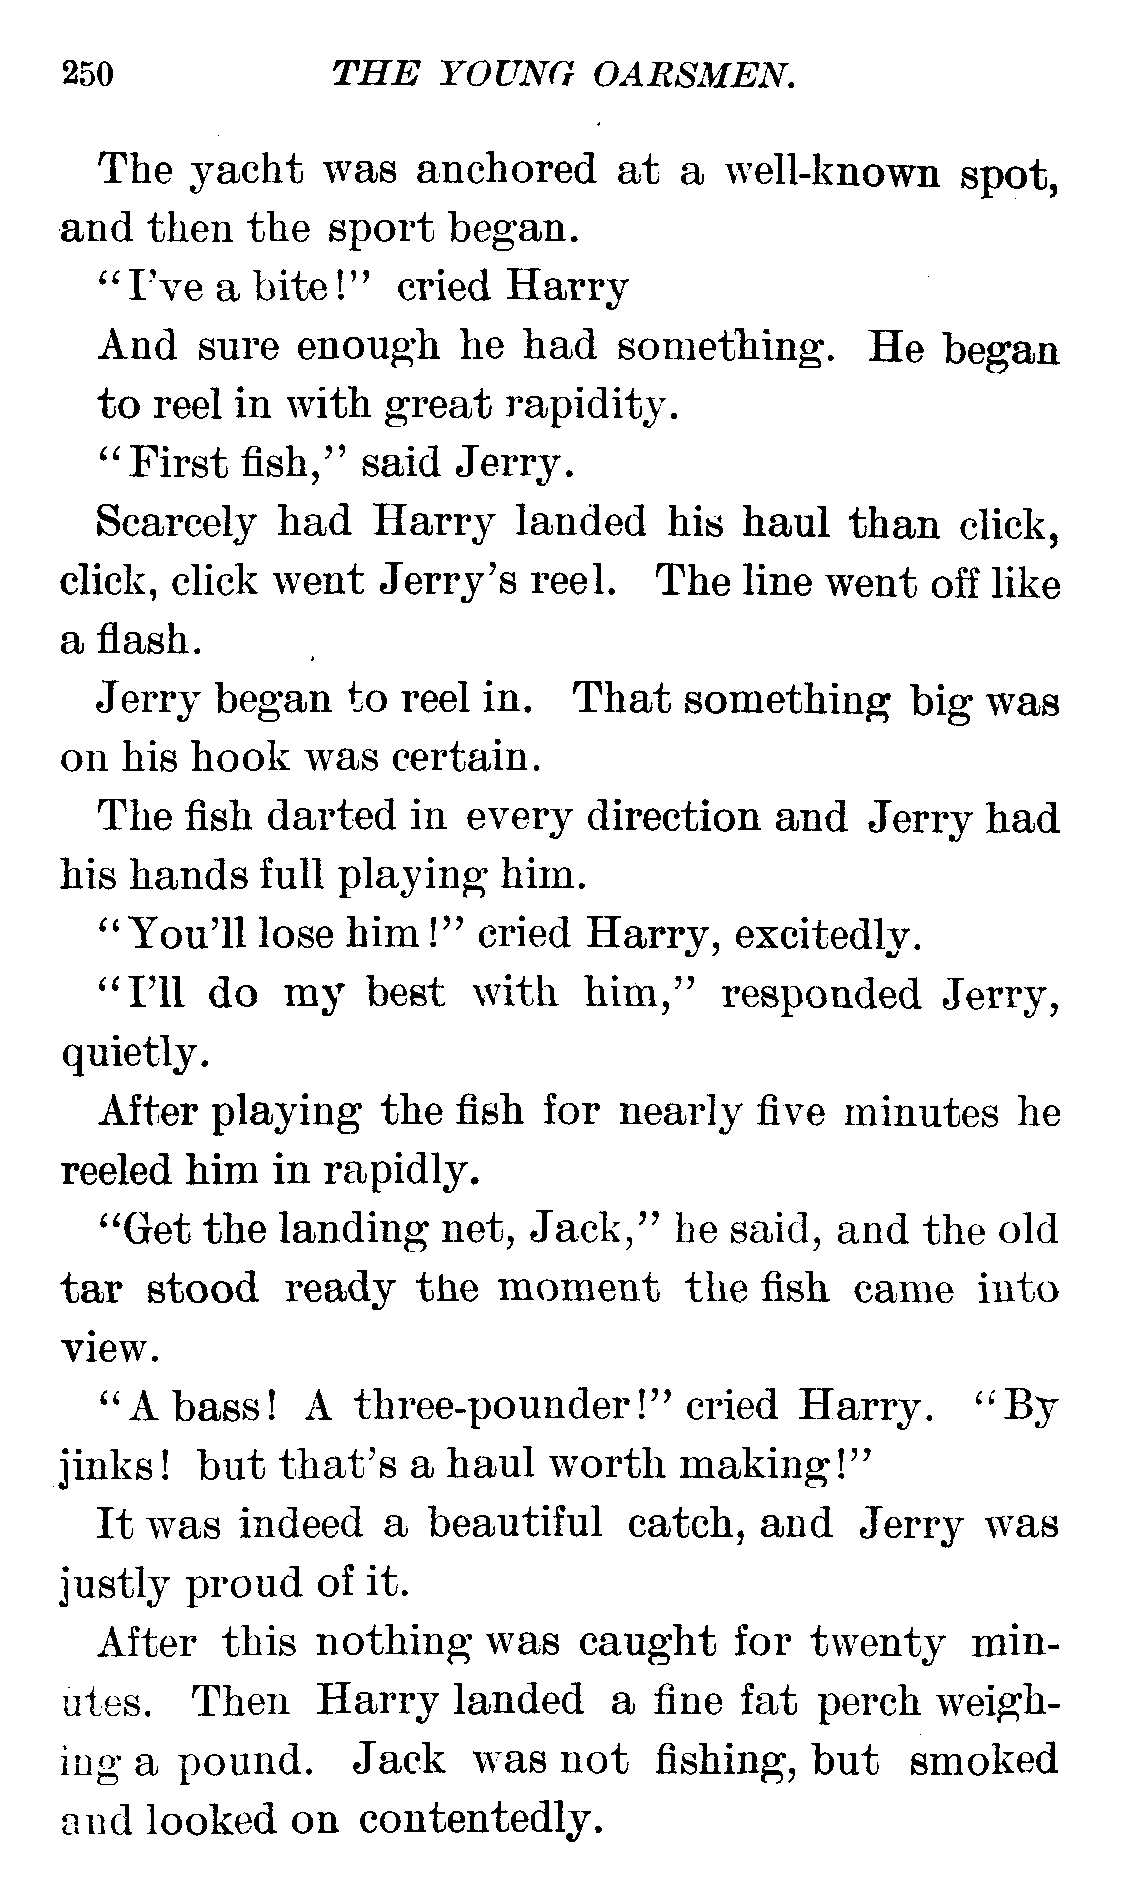 250 THE YOUNG OARSMEN.
The yacht was anchored at a well-known spot,
and then the sport began.
"I've a bite!" cried Harry
And sure enough he had something. He began
to reel in with great rapidity.
"First fish," said Jerry.
Scarcely had Harry landed his haul than click,
click, click went Jerry's reel. The line went off like
a flash.
Jerry began to reel in. That something big was
on his hook was certain.
The fish darted in every direction and Jerry had
his hands full playing him.
"You'll lose him!" cried Harry, excitedly.
"I'll do my best with him," responded Jerry,
quietly.
After playing the fish for nearly five minutes he
reeled him in rapidly.
"Get the landing net, Jack," he said, and the old
tar stood ready the moment the fish came into
view.
"A bass! A three-pounder!" cried Harry. "By
jinks! but that's a haul worth making!"
It was indeed a beautiful catch, and Jerry was
justly proud of it.
After this nothing was caught for twenty min-
utes. Then Harry landed a fine fat perch weigh-
ing a pound. Jack was not fishing, but smoked
and looked on contentedly.